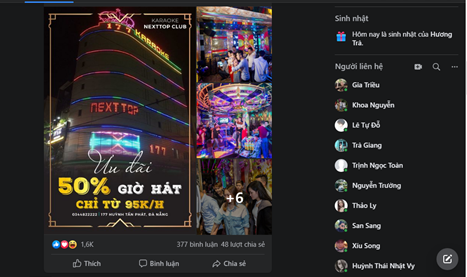 KARAOKE
NEXTTOP CLUB
KARAOKE
NEXT TOP
Ưu đãi
50% GIỜ HÁT
CHỈ TỪ 95K/H
0344822222 | 177 HUỲNH TẤN PHÁT, ĐÀ NẴNG
+6
1,6K
377 bình luận 48 lượt chia sẻ
Thích
Bình luận
Chia sẻ
Sinh nhật
Hôm nay là sinh nhật của Hương
Trà.
Người liên hệ
Gia Triều
Khoa Nguyễn
Lê Tự Đỗ
Trà Giang
Trịnh Ngọc Toán
Nguyễn Trường
Thảo Ly
San Sang
Xiu Song
Huỳnh Thái Nhật Vy